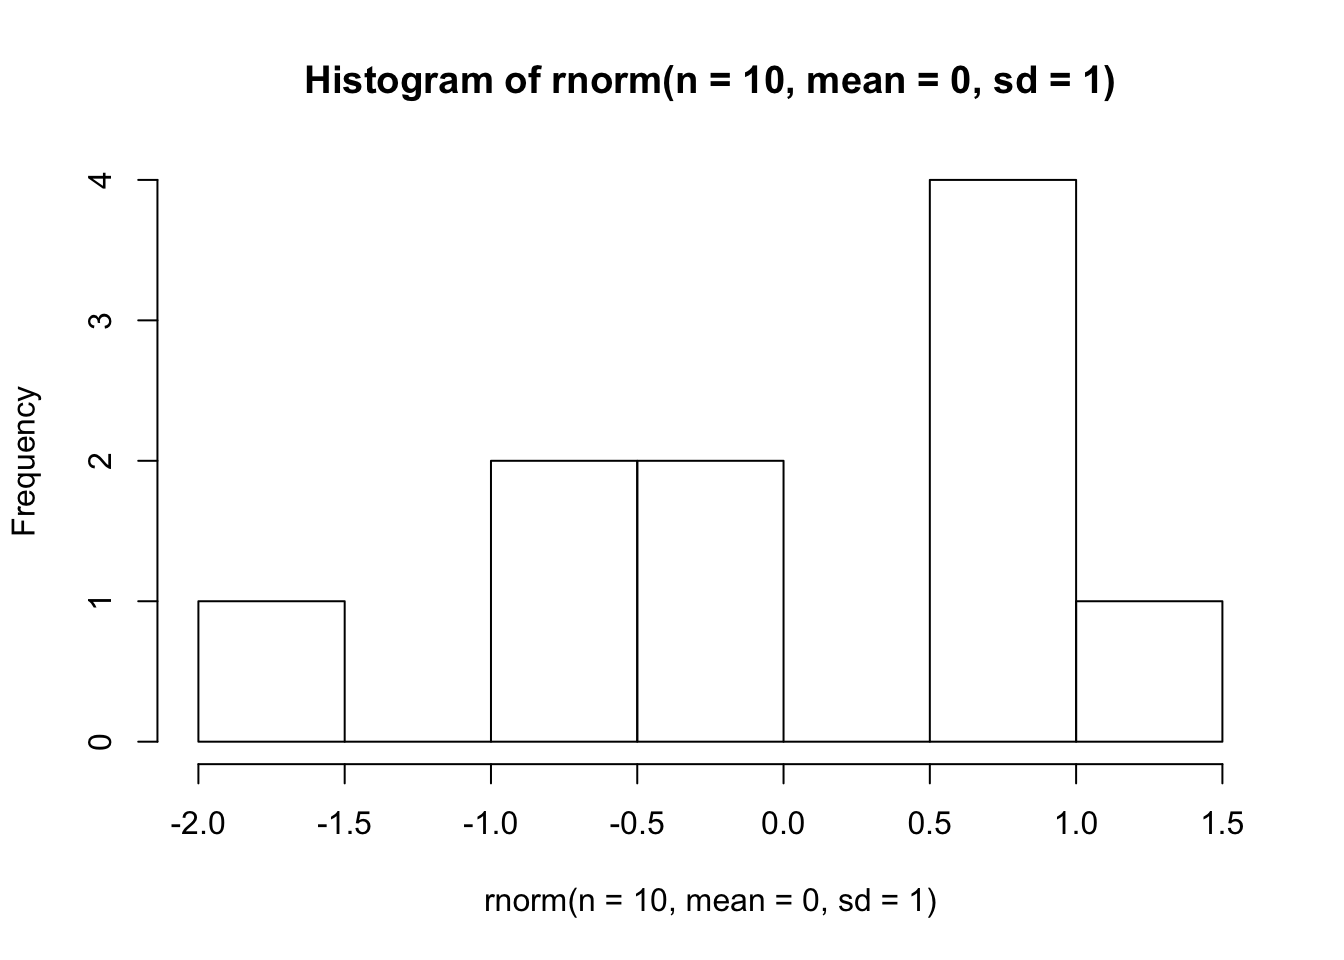 Histogram of rnorm(n = 10, mean = 0, sd = 1)
4
3
2
1
0
Frequency
-2.0 -1.5 -1.0 -0.5 0.0 0.5 1.0 1.5
rnorm(n = 10, mean = 0, sd = 1)